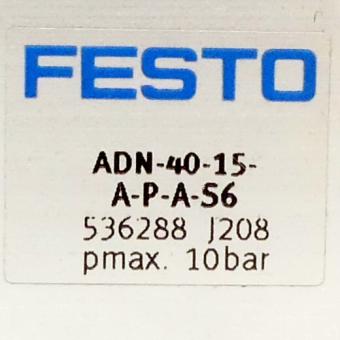 FESTO
ADN-40-15-
A-P-A-S6
536288 J208
pmax. 10bar